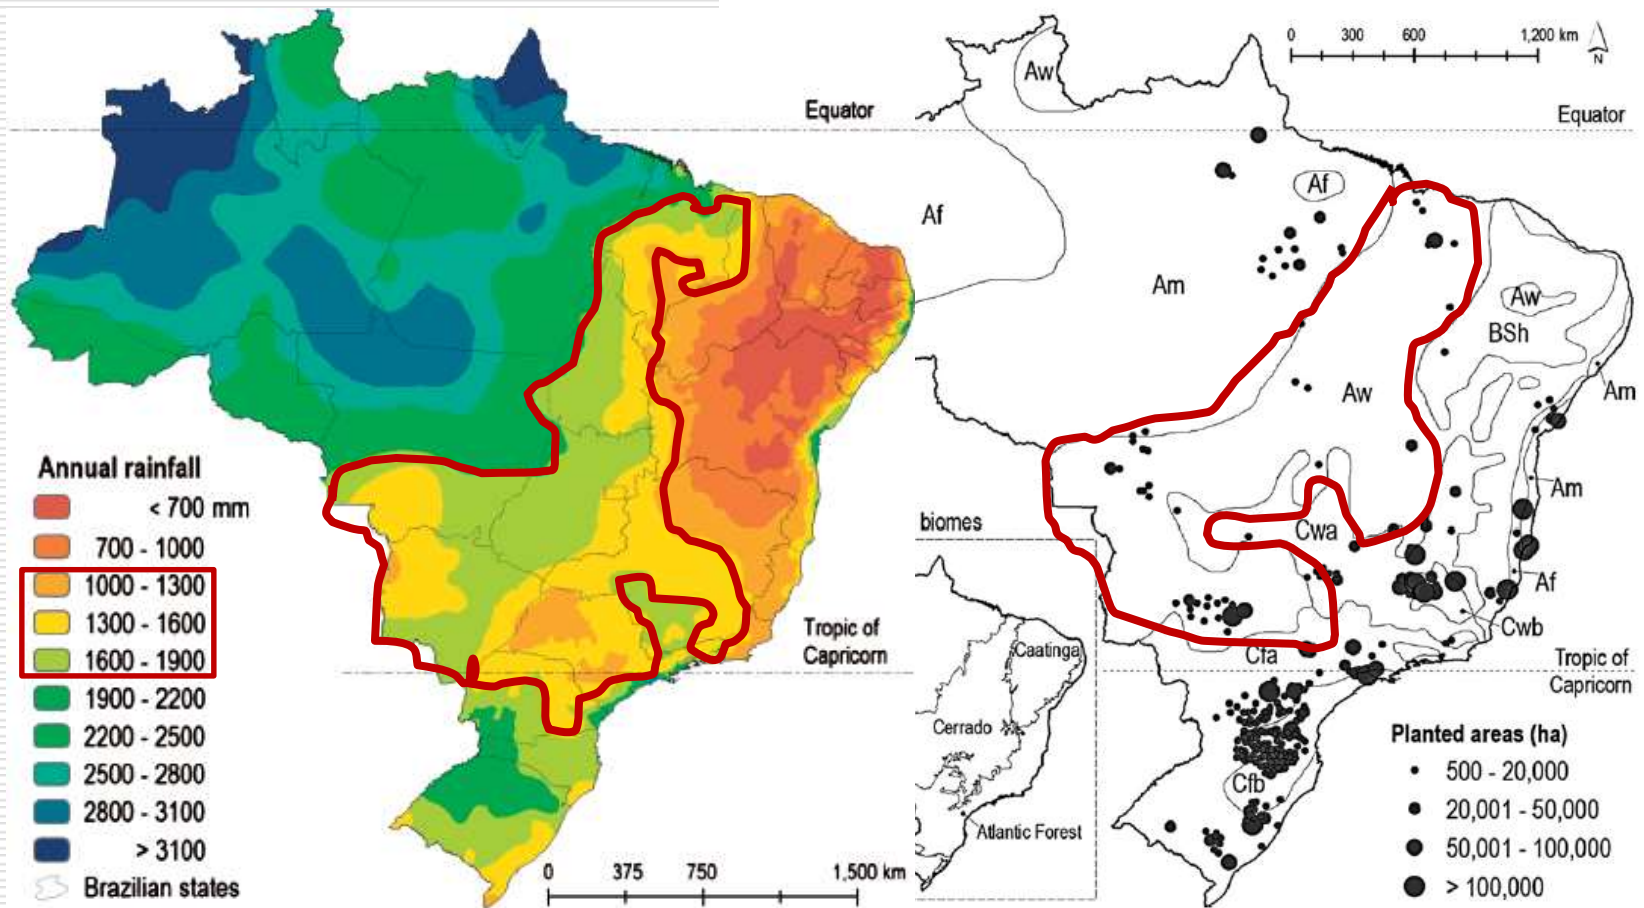 Equator
Tropic of
Capricorn
Annual rainfall
< 700 mm
700 - 1000
1000 - 1300
1300 - 1600
1600 - 1900
1900 - 2200
2200 - 2500
2500 - 2800
2800 - 3100
> 3100
Brazilian states
0 375 750 1,500 km
0 300 600 1,200 km
N
Aw
Equator
Af
Af
Am
Aw
BSh
Aw
Am
Am
Cwa
Af
Cwb
Cfa
Tropic of
Capricorn
Cfb
biomes
Caatinga
Cerrado
Atlantic Forest
Planted areas (ha)
500 - 20,000
20,001 - 50,000
50,001 - 100,000
> 100,000